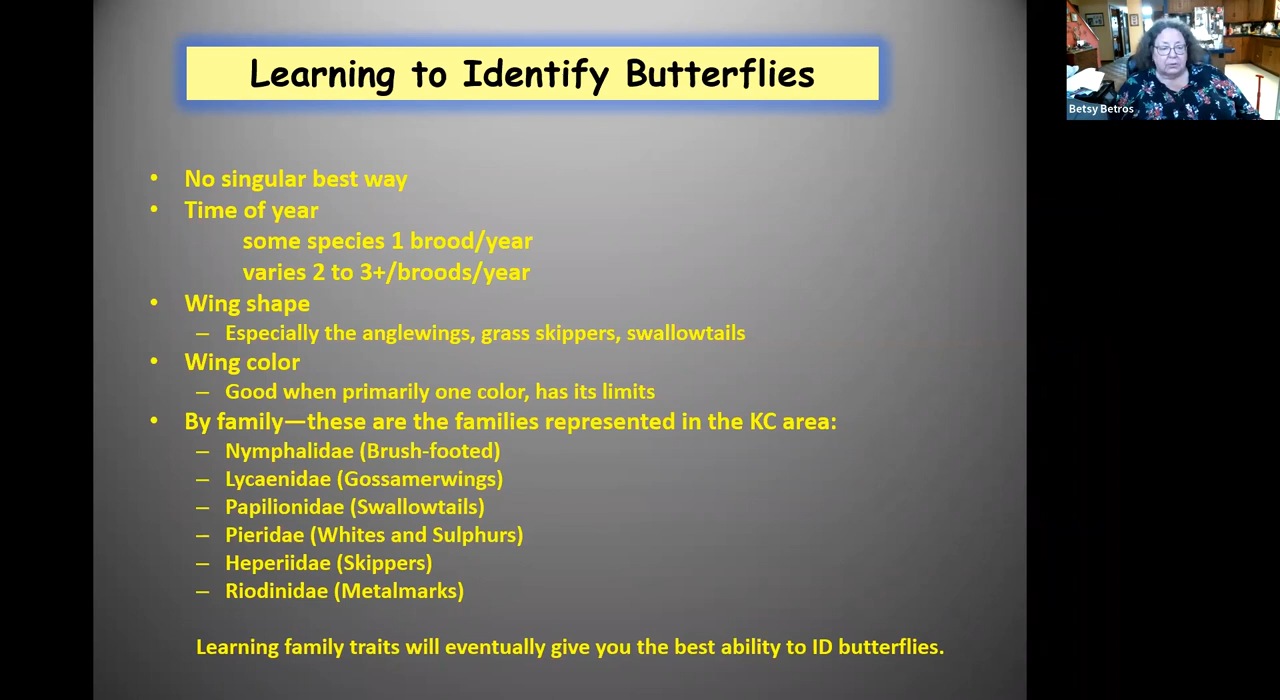 Learning to Identify Butterflies
Betsy Betros
• No singular best way
• Time of year
some species 1 brood/year
varies 2 to 3+/broods/year
• Wing shape
– Especially the anglewings, grass skippers, swallowtails
• Wing color
– Good when primarily one color, has its limits
• By family—these are the families represented in the KC area:
– Nymphalidae (Brush-footed)
– Lycaenidae (Gossamerwings)
– Papilionidae (Swallowtails)
– Pieridae (Whites and Sulphurs)
– Heperiidae (Skippers)
– Riodinidae (Metalmarks)
Learning family traits will eventually give you the best ability to ID butterflies.